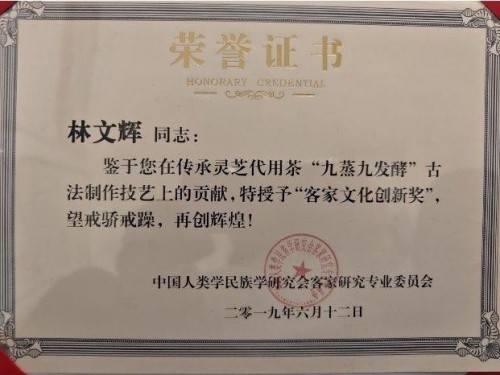 荣誉证书
HONORARY CREDENTIAL
林文辉 同志：
鉴于您在传承灵芝代用茶“九蒸九发酵”古
法制作技艺上的贡献，特授予“客家文化创新奖”，
望戒骄戒躁，再创辉煌！
中国人类学民族学研究会客家研究专业委员会
二零一九年六月十二日